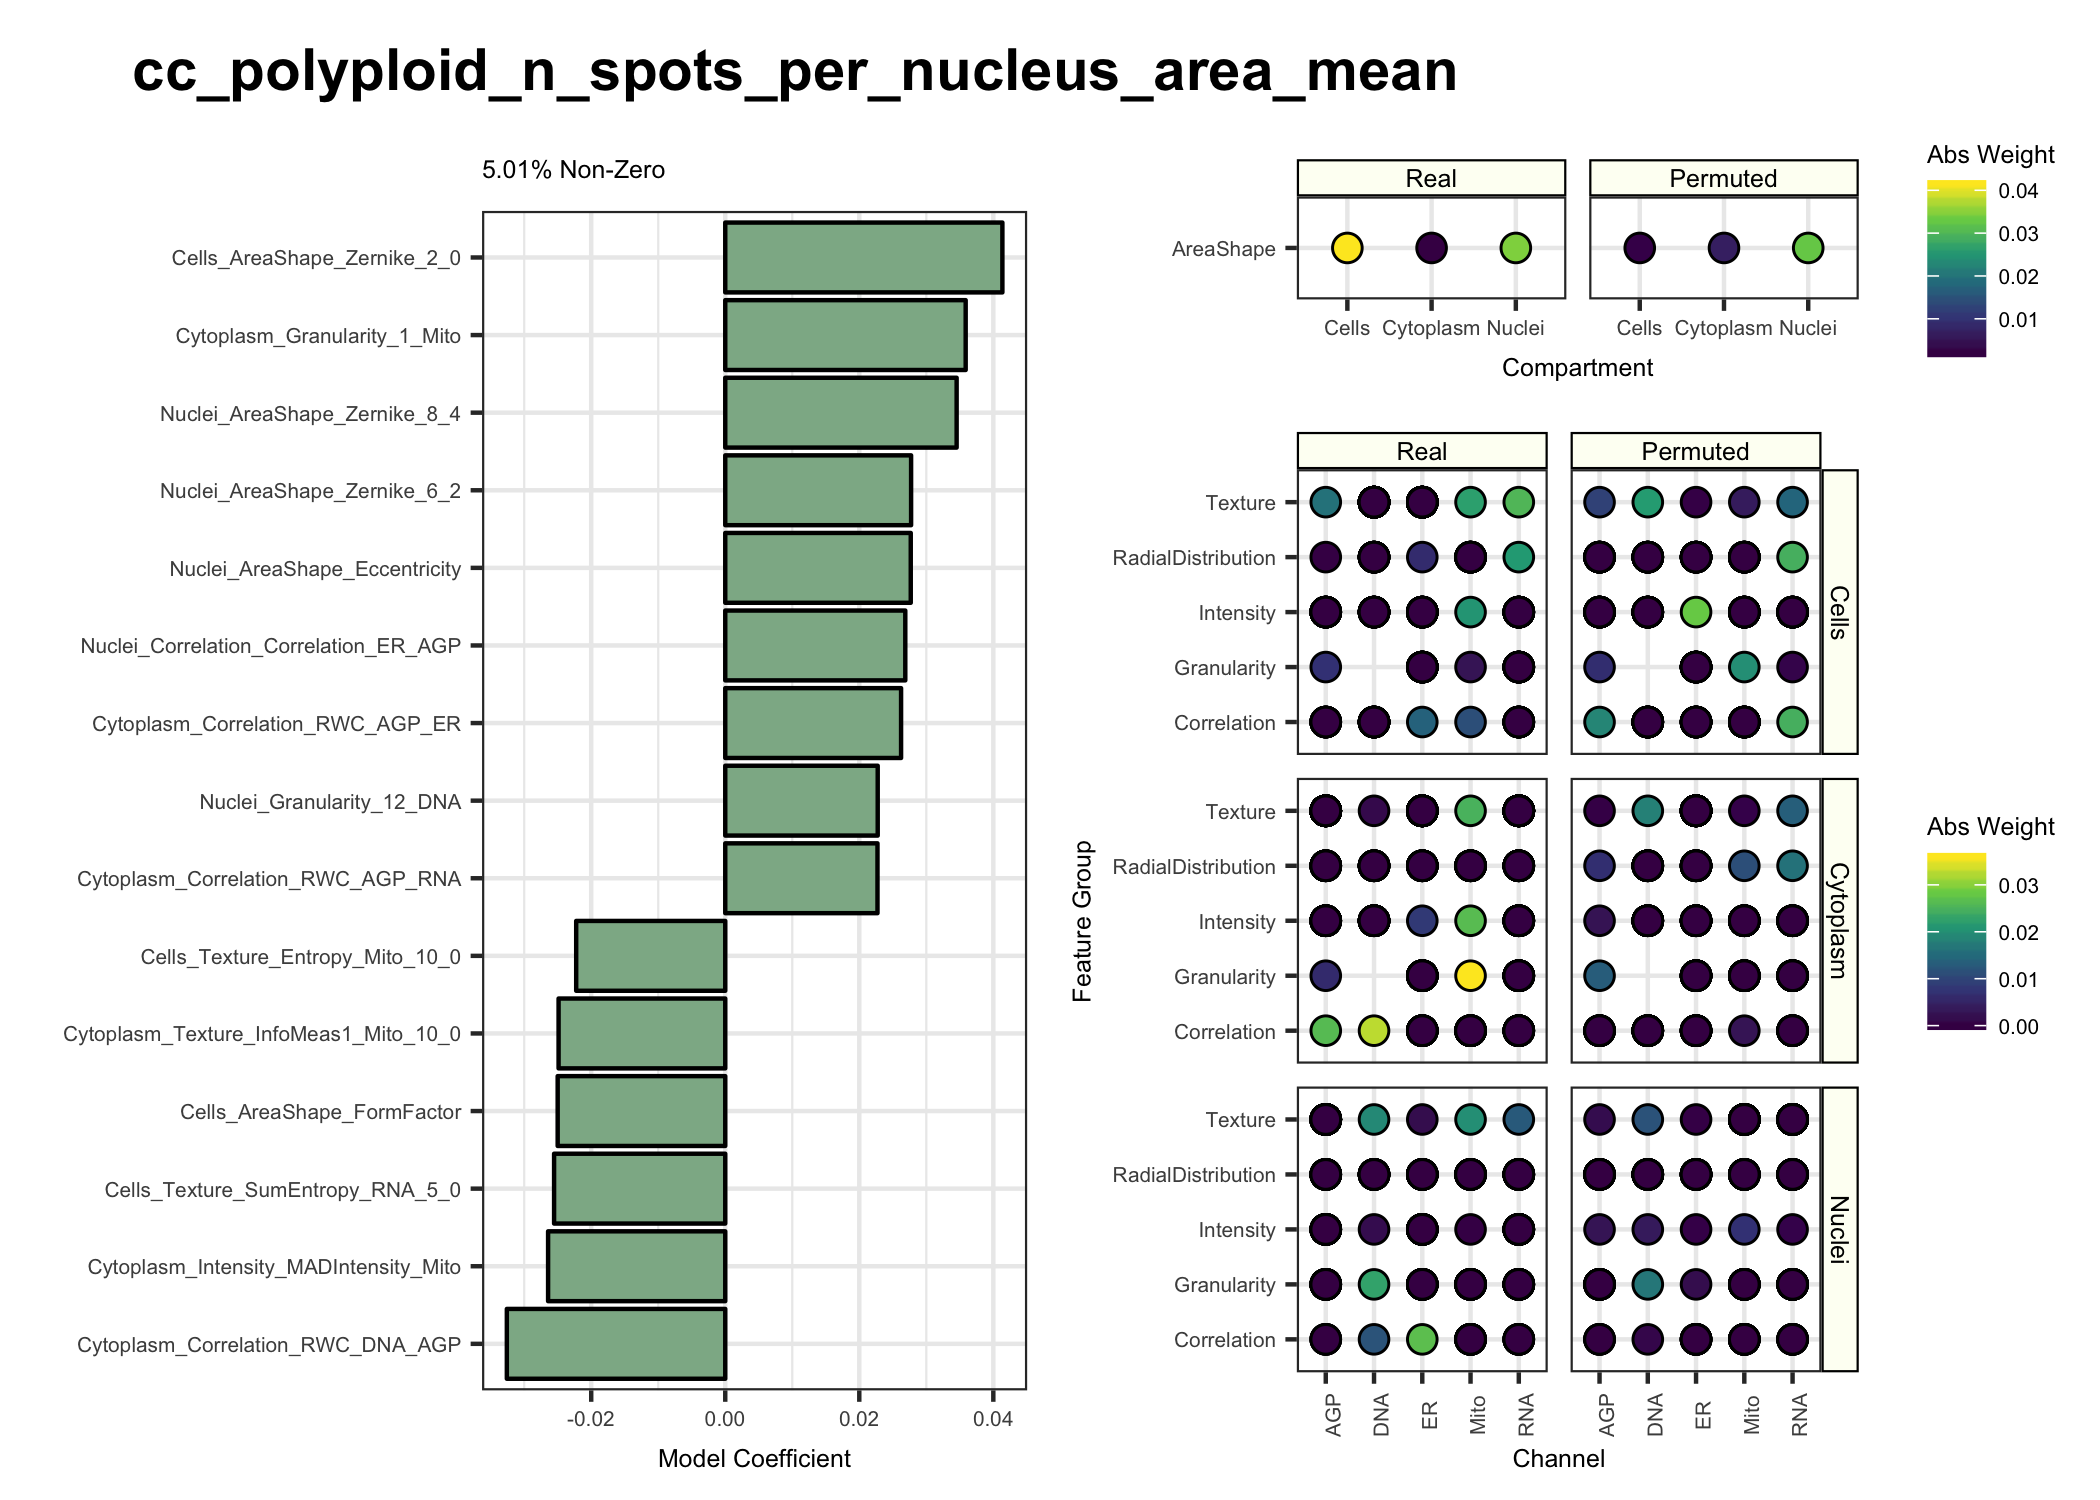 cc_polyploid_n_spots_per_nucleus_area_mean
5.01% Non-Zero
Cells_AreaShape_Zernike_2_0
Cytoplasm_Granularity_1_Mito
Nuclei_AreaShape_Zernike_8_4
Nuclei_AreaShape_Zernike_6_2
Nuclei_AreaShape_Eccentricity
Nuclei_Correlation_Correlation_ER_AGP
Cytoplasm_Correlation_RWC_AGP_ER
Nuclei_Granularity_12_DNA
Cytoplasm_Correlation_RWC_AGP_RNA
Cells_Texture_Entropy_Mito_10_0
Cytoplasm_Texture_InfoMeas1_Mito_10_0
Cells_AreaShape_FormFactor
Cells_Texture_SumEntropy_RNA_5_0
Cytoplasm_Intensity_MADIntensity_Mito
Cytoplasm_Correlation_RWC_DNA_AGP
-0.02 0.00 0.02 0.04
Model Coefficient
Real Permuted
AreaShape
Cells Cytoplasm Nuclei Cells Cytoplasm Nuclei
Compartment
Abs Weight
0.04
0.03
0.02
0.01
Feature Group
Real Permuted
Texture
RadialDistribution
Intensity
Granularity
Correlation
Cells
Texture
RadialDistribution
Intensity
Granularity
Correlation
Cytoplasm
Texture
RadialDistribution
Intensity
Granularity
Correlation
Nuclei
AGP DNA ER Mito RNA AGP DNA ER Mito RNA
Channel
Abs Weight
0.03
0.02
0.01
0.00